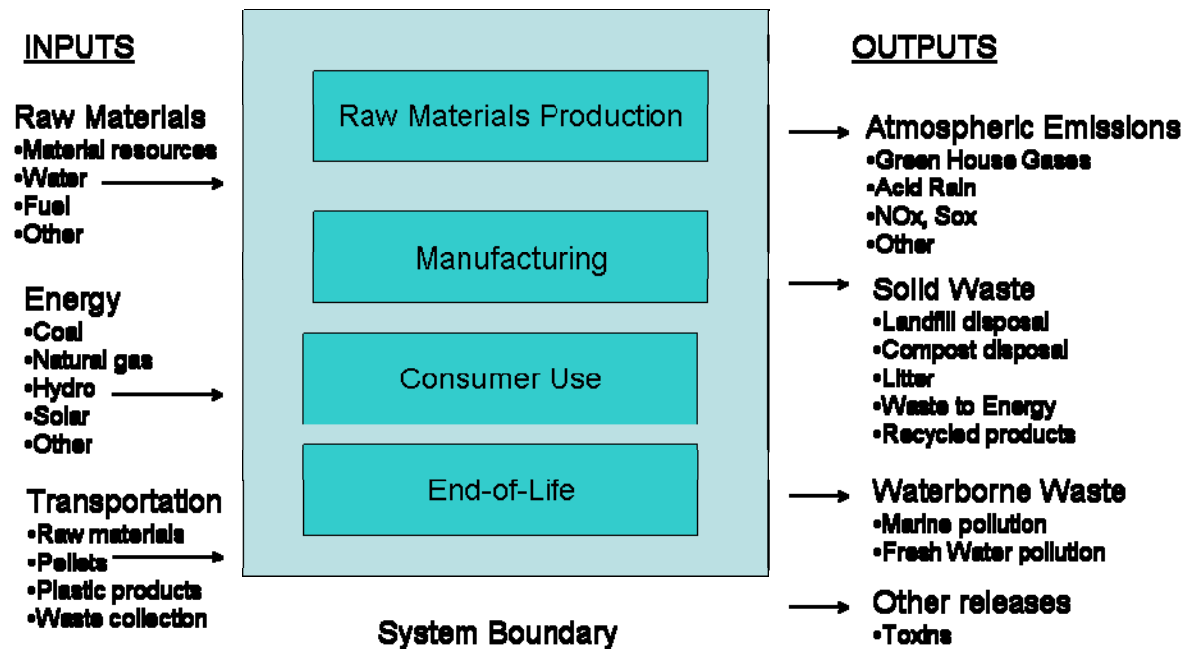 INPUTS
Raw Materials
•Material resources
•Water
•Fuel
•Other
Energy
•Coal
•Natural gas
•Hydro
•Solar
•Other
Transportation
•Raw materials
•Pellets
•Plastic products
•Waste collection
Raw Materials Production
Manufacturing
Consumer Use
End-of-Life
System Boundary
OUTPUTS
Atmospheric Emissions
•Green House Gases
•Acid Rain
•NOx, Sox
•Other
Solid Waste
•Landfill disposal
•Compost disposal
•Litter
•Waste to Energy
•Recycled products
Waterborne Waste
•Marine pollution
•Fresh Water pollution
Other releases
•Toxins